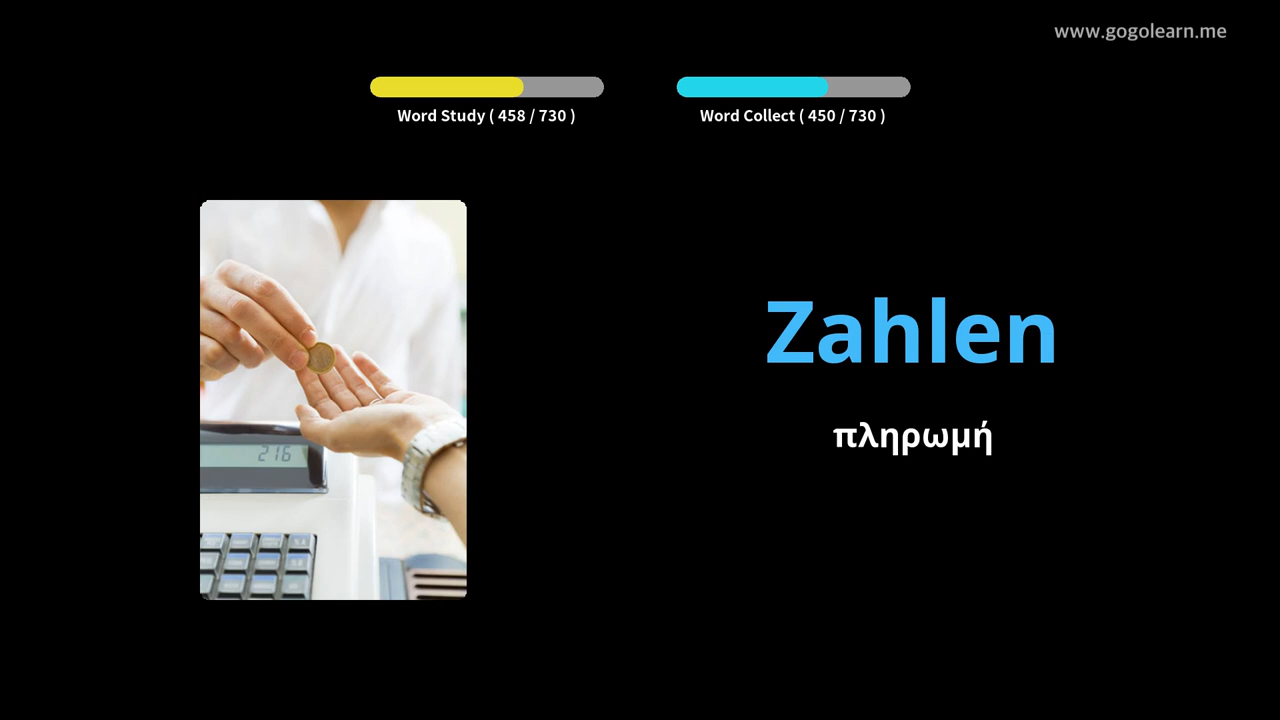 www.gogolearn.me
Word Study ( 458 / 730 )
Word Collect ( 450 / 730 )
Zahlen
πληρωμή
216